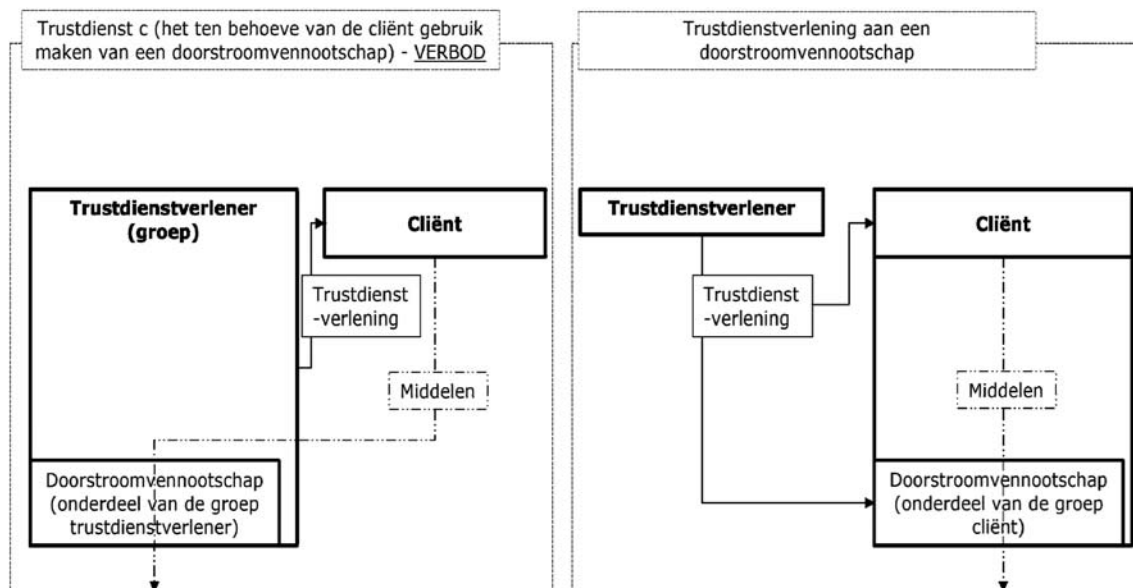 Trustdienst c (het ten behoeve van de cliënt gebruik
maken van een doorstroomvennootschap) - VERBOD
Trustdienstverlener
(groep)
Cliënt
Trustdienst
-verlening
Middelen
Doorstroomvennootschap
(onderdeel van de groep
trustdienstverlener)
Trustdienstverlening aan een
doorstroomvennootschap
Trustdienstverlener
Cliënt
Trustdienst
-verlening
Middelen
Doorstroomvennootschap
(onderdeel van de groep
cliënt)